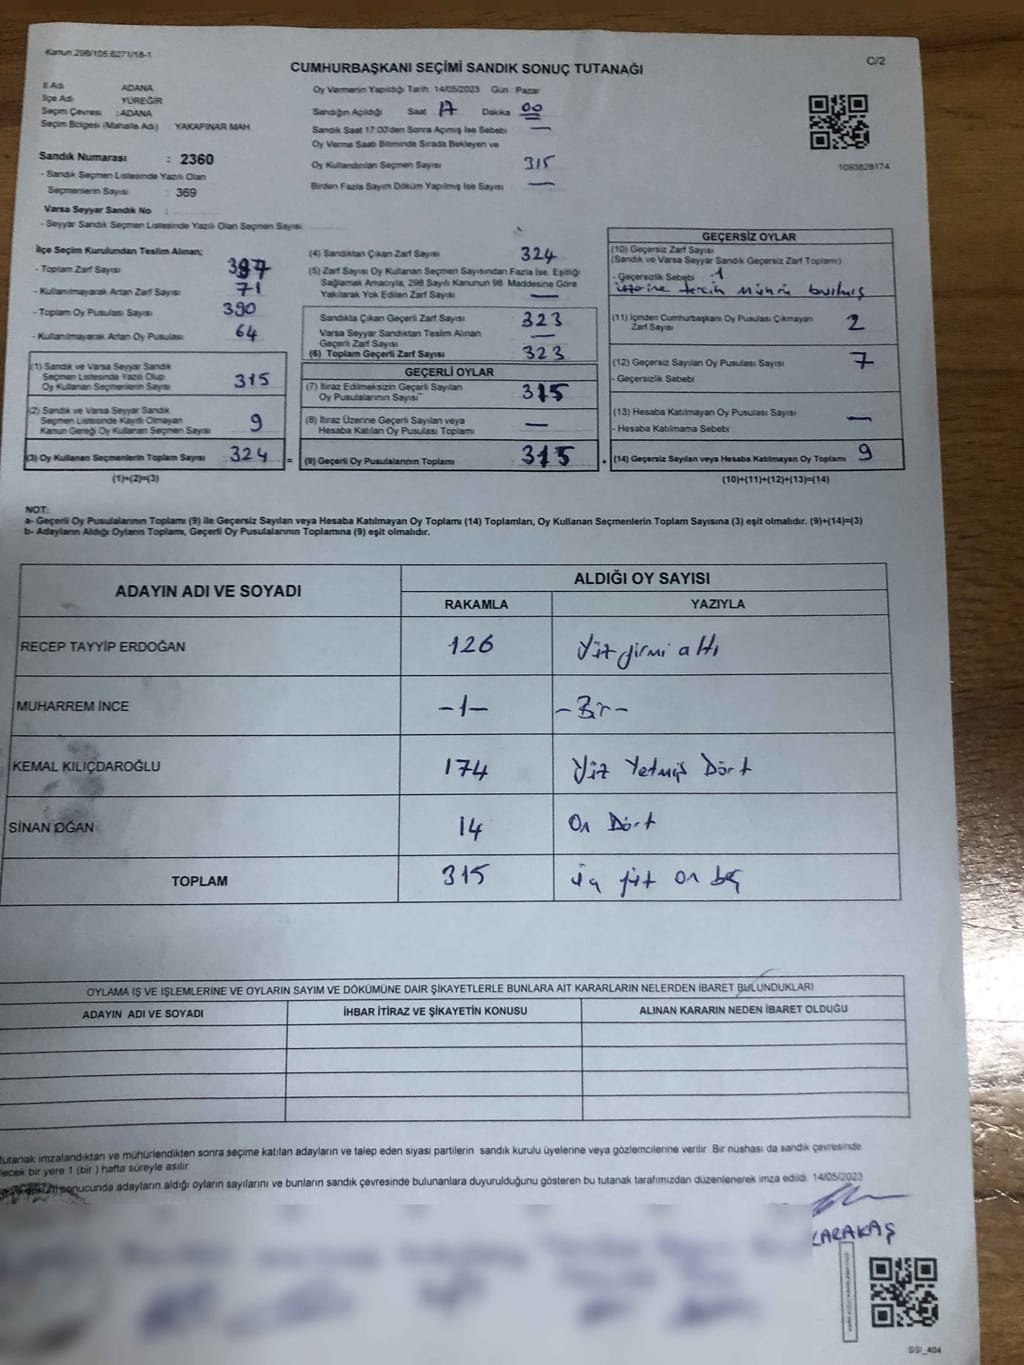 Kanun 298/105;6271/18-1
C/2
CUMHURBAŞKANI SEÇİMİ SANDIK SONUÇ TUTANAĞI
İl Adı ADANA
İlçe Adı YÜREĞİR
Seçim Çevresi : ADANA
Seçim Bölgesi (Mahalle Adı) YAKAPINAR MAH.
Sandık Numarası : 2360
- Sandık Seçmen Listesinde Yazılı Olan
Seçmenlerin Sayısı 369
Varsa Seyyar Sandık No :
- Seyyar Sandık Seçmen Listesinde Yazılı Olan Seçmen Sayısı
Oy Vermenin Yapıldığı Tarih: 14/05/2023 Gün : Pazar
Sandığın Açıldığı Saat 17 Dakika 00
Sandık Saat 17:00'den Sonra Açmış İse Sebebi —
Oy Verme Saati Bitiminde Sırada Bekleyen ve
Oy Kullandırılan Seçmen Sayısı 315
Birden Fazla Sayım Döküm Yapılmış İse Sayısı —
1093828174
İlçe Seçim Kurulundan Teslim Alınan;
- Toplam Zarf Sayısı
- Kullanılmayarak Artan Zarf Sayısı 71
- Toplam Oy Pusulası Sayısı 390
- Kullanılmayarak Artan Oy Pusulası 64
(1) Sandık ve Varsa Seyyar Sandık
Seçmen Listesinde Yazılı Olup
Oy Kullanan Seçmenlerin Sayısı 315
(2) Sandık ve Varsa Seyyar Sandık
Seçmen Listesinde Kayıtlı Olmayan
Kanun Gereği Oy Kullanan Seçmen Sayısı 9
(3) Oy Kullanan Seçmenlerin Toplam Sayısı 324 =
(1)+(2)=(3)
(4) Sandıktan Çıkan Zarf Sayısı 324
(5) Zarf Sayısı Oy Kullanan Seçmen Sayısından Fazla İse, Eşitliği
Sağlamak Amacıyla, 298 Sayılı Kanunun 98. Maddesine Göre
Yakılarak Yok Edilen Zarf Sayısı —
Sandıkta Çıkan Geçerli Zarf Sayısı 323
Varsa Seyyar Sandıktan Teslim Alınan
Geçerli Zarf Sayısı —
(6) Toplam Geçerli Zarf Sayısı 323
GEÇERLİ OYLAR
(7) İtiraz Edilmeksizin Geçerli Sayılan
Oy Pusulalarının Sayısı 315
(8) İtiraz Üzerine Geçerli Sayılan veya
Hesaba Katılan Oy Pusulası Toplamı —
(9) Geçerli Oy Pusulalarının Toplamı 315 +
GEÇERSİZ OYLAR
(10) Geçersiz Zarf Sayısı
(Sandık ve Varsa Seyyar Sandık Geçersiz Zarf Toplamı)
- Geçersizlik Sebebi 1
üzerine tercih mührü basılmış
(11) İçinden Cumhurbaşkanı Oy Pusulası Çıkmayan
Zarf Sayısı 2
(12) Geçersiz Sayılan Oy Pusulası Sayısı 7
- Geçersizlik Sebebi
(13) Hesaba Katılmayan Oy Pusulası Sayısı —
- Hesaba Katılmama Sebebi
(14) Geçersiz Sayılan veya Hesaba Katılmayan Oy Toplamı 9
(10)+(11)+(12)+(13)=(14)
NOT:
a- Geçerli Oy Pusulalarının Toplamı (9) ile Geçersiz Sayılan veya Hesaba Katılmayan Oy Toplamı (14) Toplamları, Oy Kullanan Seçmenlerin Toplam Sayısına (3) eşit olmalıdır. (9)+(14)=(3)
b- Adayların Aldığı Oyların Toplamı, Geçerli Oy Pusulalarının Toplamına (9) eşit olmalıdır.
ADAYIN ADI VE SOYADI ALDIĞI OY SAYISI
RAKAMLA YAZIYLA
RECEP TAYYİP ERDOĞAN 126 Yüz yirmi altı
MUHARREM İNCE -1- -Bir-
KEMAL KILIÇDAROĞLU 174 Yüz Yetmiş Dört
SİNAN OĞAN 14 On Dört
TOPLAM 315 üç yüz on beş
OYLAMA İŞ VE İŞLEMLERİNE VE OYLARIN SAYIM VE DÖKÜMÜNE DAİR ŞİKAYETLERLE BUNLARA AİT KARARLARIN NELERDEN İBARET BULUNDUKLARI
ADAYIN ADI VE SOYADI İHBAR İTİRAZ VE ŞİKAYETİN KONUSU ALINAN KARARIN NEDEN İBARET OLDUĞU
tutanak imzalandıktan ve mühürlendikten sonra seçime katılan adayların ve talep eden siyasi partilerin sandık kurulu üyelerine veya gözlemcilerine verilir. Bir nüshası da sandık çevresinde
ecek bir yere 1 (bir ) hafta süreyle asılır.
sonucunda adayların aldığı oyların sayılarını ve bunların sandık çevresinde bulunanlara duyurulduğunu gösteren bu tutanak tarafımızdan düzenlenerek imza edildi. 14/05/2023
KARAKAŞ
SSI_404